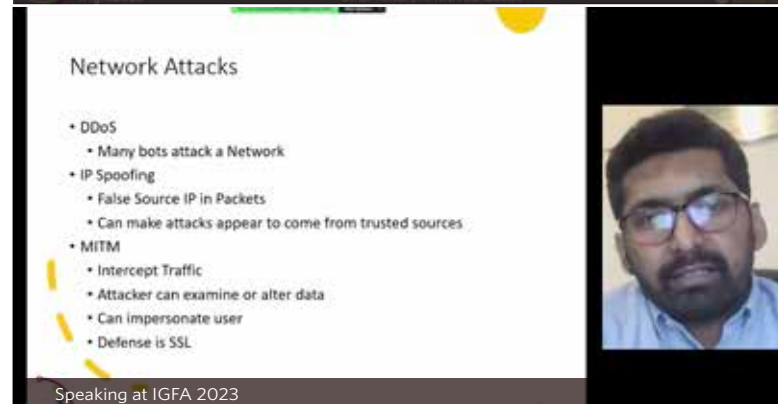 Network Attacks
• DDoS
• Many bots attack a Network
• IP Spoofing
• False Source IP in Packets
• Can make attacks appear to come from trusted sources
• MITM
• Intercept Traffic
• Attacker can examine or alter data
• Can impersonate user
• Defense is SSL
Speaking at IGFA 2023